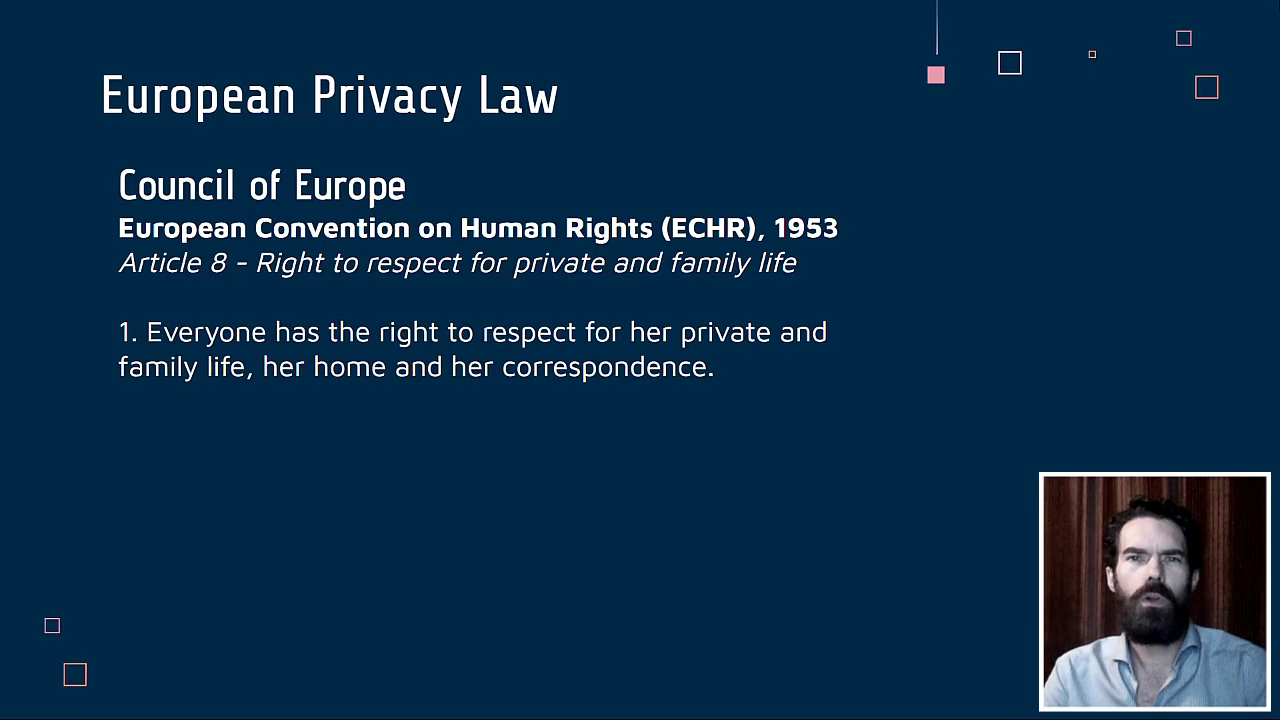 European Privacy Law
Council of Europe
European Convention on Human Rights (ECHR), 1953
Article 8 - Right to respect for private and family life
1. Everyone has the right to respect for her private and
family life, her home and her correspondence.